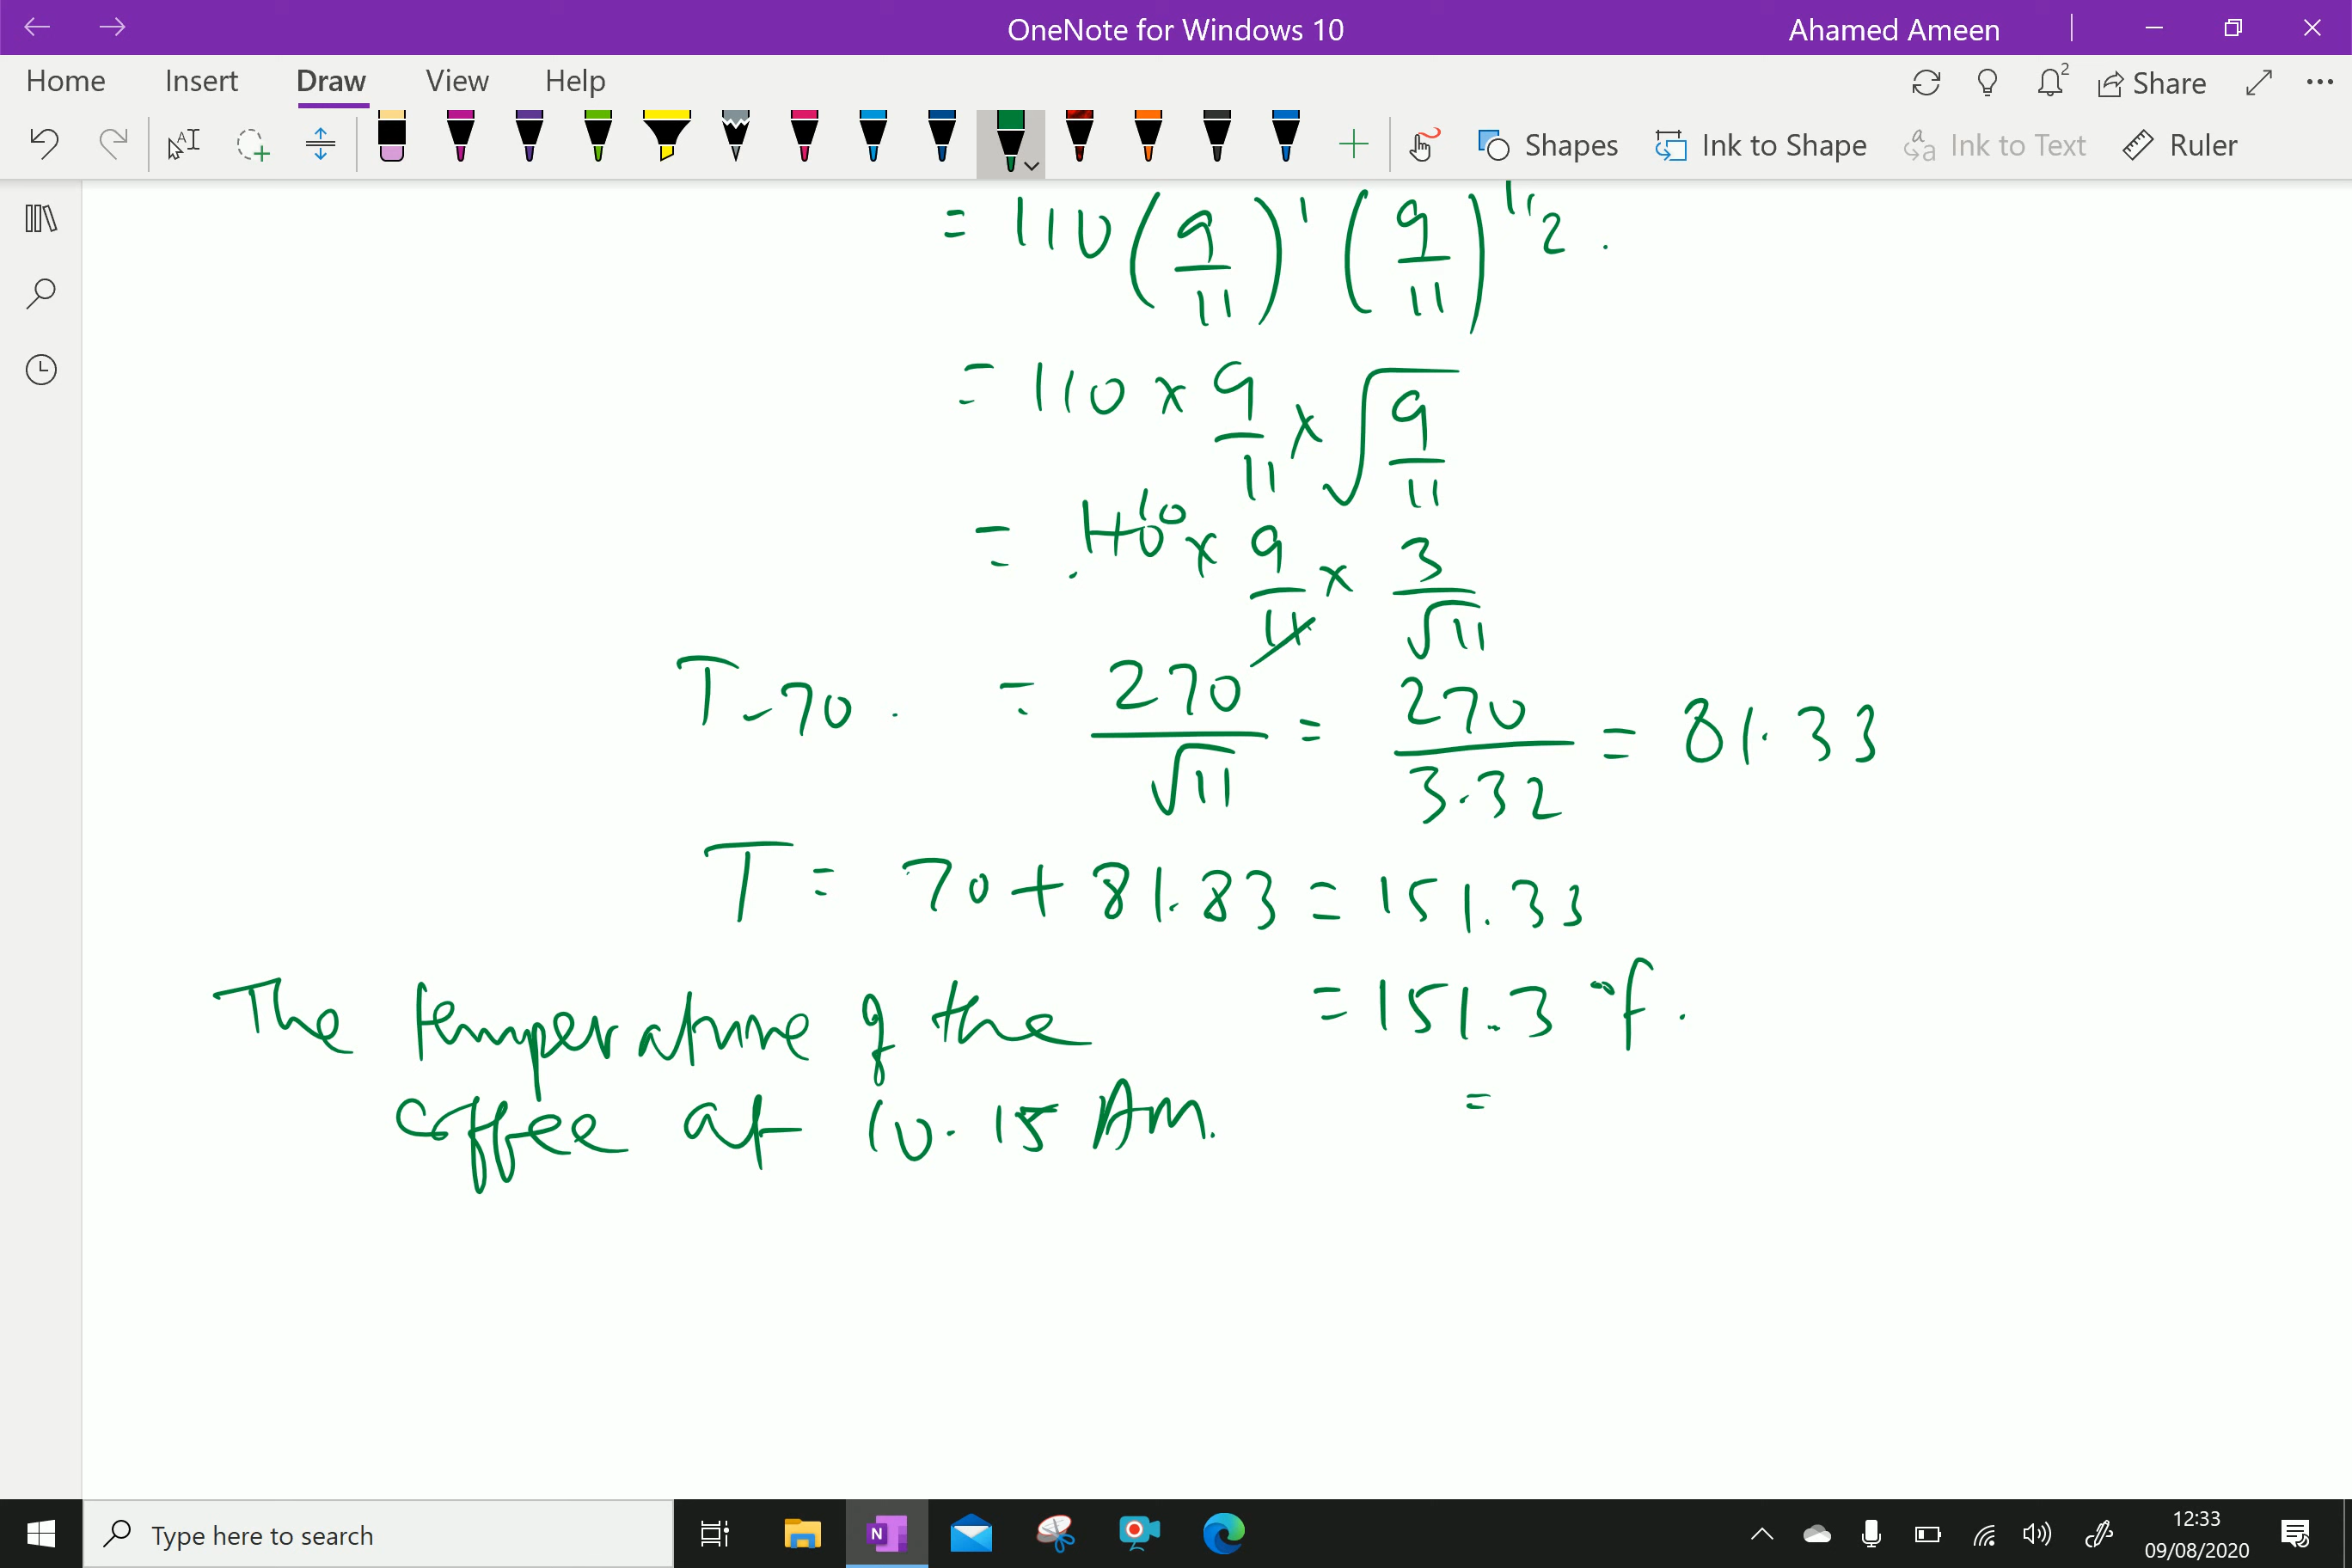 OneNote for Windows 10
Ahamed Ameen
Home Insert Draw View Help
2 Share
Shapes Ink to Shape Ink to Text Ruler
= 110 (9/11)^1 (9/11)^1/2 .
= 110 × 9/11 × √(9/11)
= 110 10 × 9/11 × 3/√11
T - 70 = 270/√11 = 270/3.32 = 81.33
T = 70 + 81.33 = 151.33
= 151.3 °F.
The temperature of the
coffee at 10.15 AM. =
Type here to search
12:33
09/08/2020